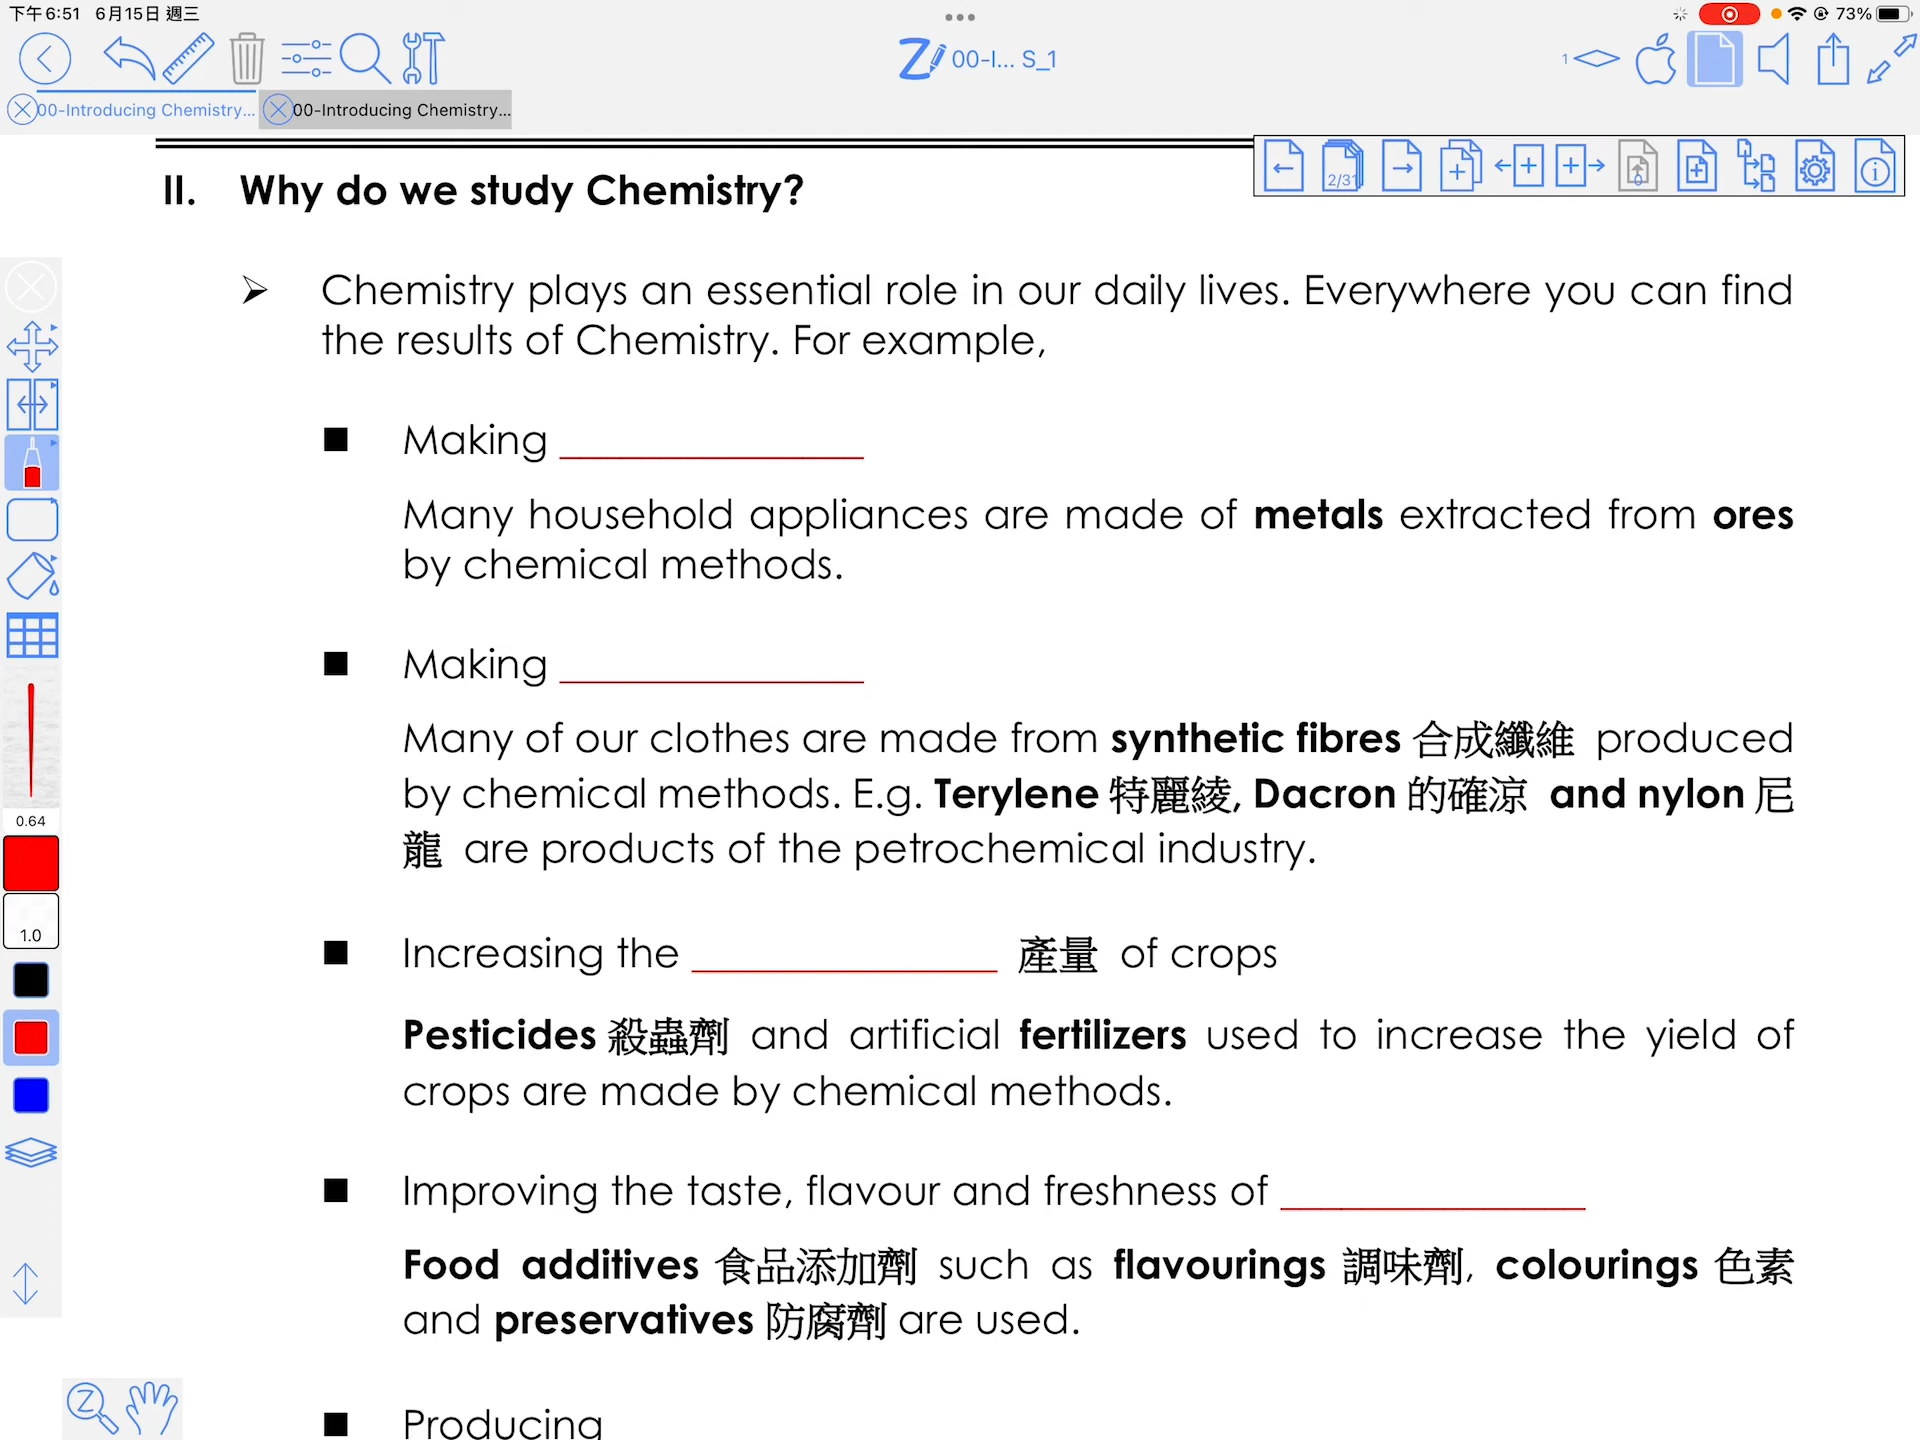 下午6:51 6月15日 週三
73%
00-I... S_1
1
00-Introducing Chemistry...
00-Introducing Chemistry...
2/31
0
II. Why do we study Chemistry?
Chemistry plays an essential role in our daily lives. Everywhere you can find
the results of Chemistry. For example,
Making _______________
Many household appliances are made of metals extracted from ores
by chemical methods.
Making _______________
Many of our clothes are made from synthetic fibres 合成纖維 produced
by chemical methods. E.g. Terylene 特麗綾, Dacron 的確涼 and nylon 尼
龍 are products of the petrochemical industry.
Increasing the _______________ 產量 of crops
Pesticides 殺蟲劑 and artificial fertilizers used to increase the yield of
crops are made by chemical methods.
Improving the taste, flavour and freshness of _______________
Food additives 食品添加劑 such as flavourings 調味劑, colourings 色素
and preservatives 防腐劑 are used.
Producing
0.64
1.0